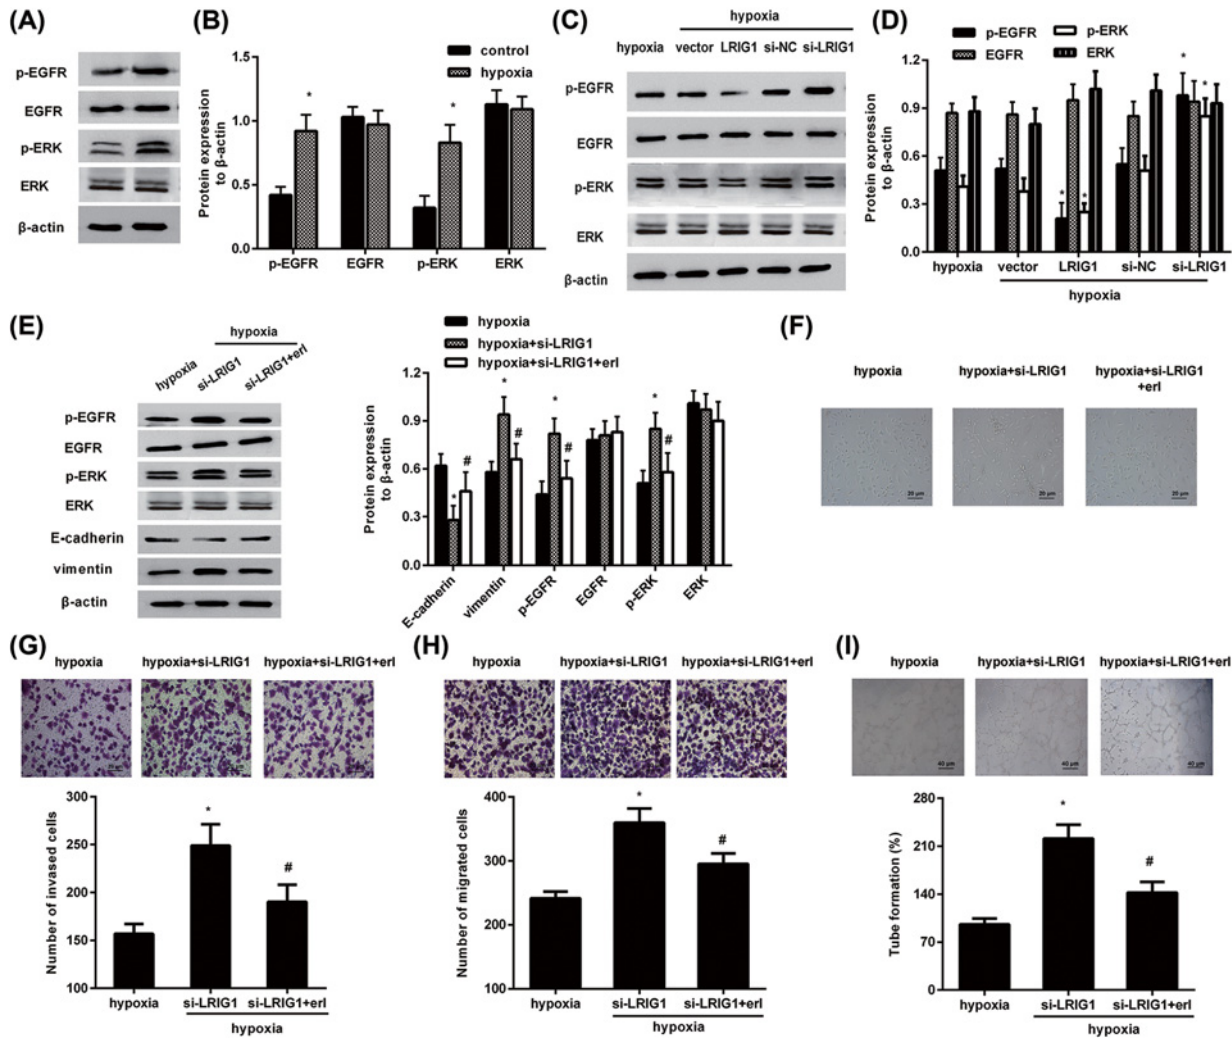 (A)
p-EGFR
EGFR
p-ERK
ERK
β-actin
(B)
control
hypoxia
Protein expression
to β-actin
1.5
1.0
0.5
0.0
*
*
p-EGFR EGFR p-ERK ERK
(C)
hypoxia
hypoxia vector LRIG1 si-NC si-LRIG1
p-EGFR
EGFR
p-ERK
ERK
β-actin
(D)
p-EGFR p-ERK
EGFR ERK
Protein expression
to β-actin
1.2
0.9
0.6
0.3
0.0
* *
* *
hypoxia vector LRIG1 si-NC si-LRIG1
hypoxia
(E)
hypoxia
hypoxia si-LRIG1 si-LRIG1+erl
p-EGFR
EGFR
p-ERK
ERK
E-cadherin
vimentin
β-actin
hypoxia
hypoxia+si-LRIG1
hypoxia+si-LRIG1+erl
Protein expression
to β-actin
1.2
0.9
0.6
0.3
0.0
* # * # * # * #
E-cadherin vimentin p-EGFR EGFR p-ERK ERK
(F)
hypoxia hypoxia+si-LRIG1 hypoxia+si-LRIG1
+erl
20 μm 20 μm 20 μm
(G)
hypoxia hypoxia+si-LRIG1 hypoxia+si-LRIG1+erl
Number of invased cells
300
250
200
150
100
*
#
hypoxia si-LRIG1 si-LRIG1+erl
hypoxia
(H)
hypoxia hypoxia+si-LRIG1 hypoxia+si-LRIG1+erl
Number of migrated cells
400
300
200
100
*
#
hypoxia si-LRIG1 si-LRIG1+erl
hypoxia
(I)
hypoxia hypoxia+si-LRIG1 hypoxia+si-LRIG1+erl
40 μm 40 μm 40 μm
Tube formation (%)
280
210
140
70
0
*
#
hypoxia si-LRIG1 si-LRIG1+erl
hypoxia